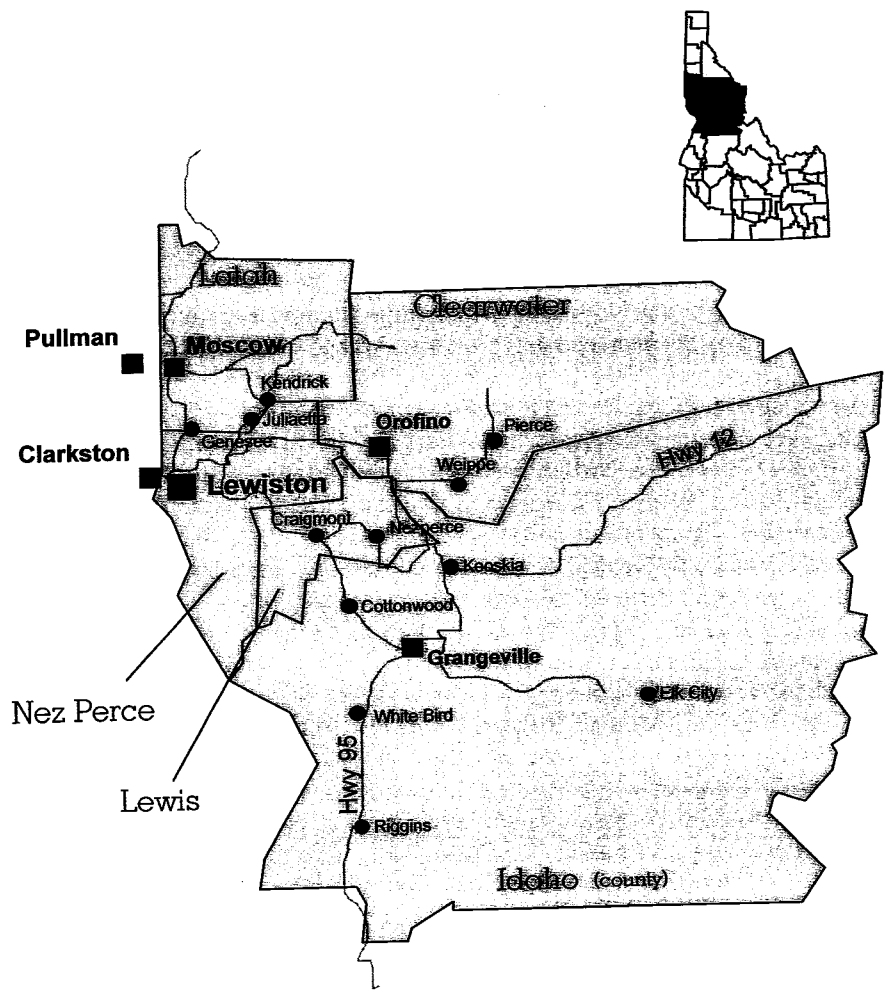 Latah
Clearwater
Pullman
Moscow
Kendrick
Juliaetta
Orofino
Pierce
Genesee
Clarkston
Weippe
Hwy 12
Lewiston
Craigmont
Nezperce
Kooskia
Cottonwood
Grangeville
Elk City
Nez Perce
White Bird
Lewis
Hwy 95
Riggins
Idaho (county)